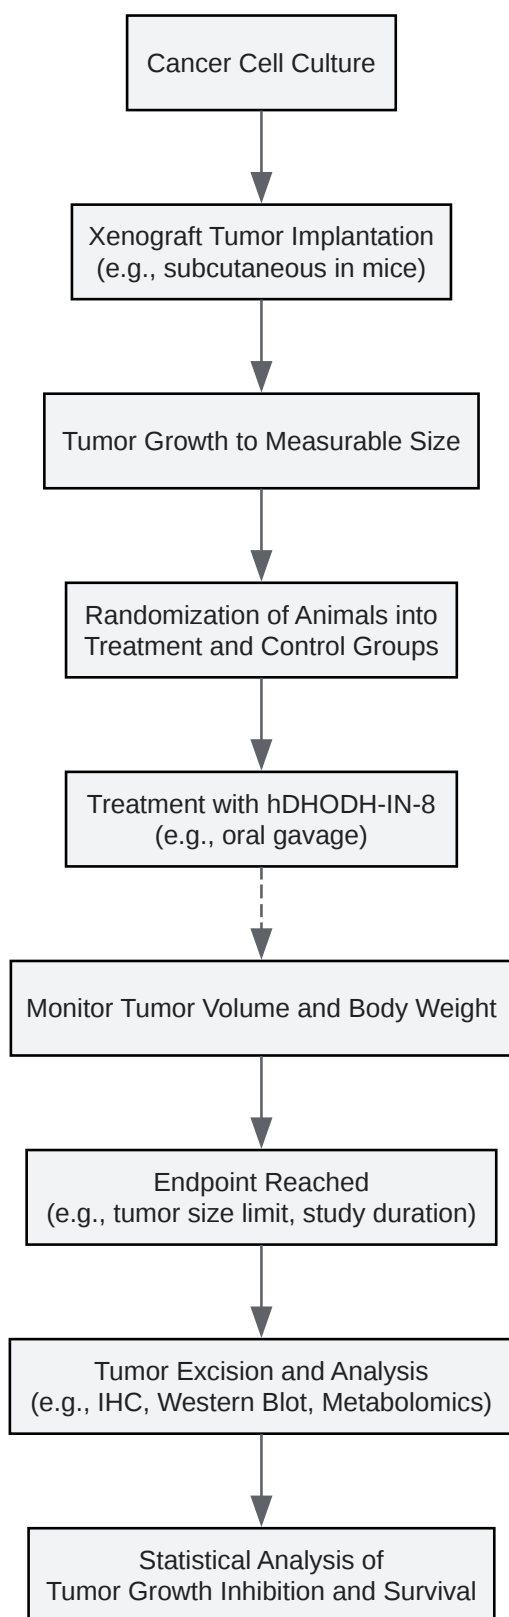 Cancer Cell Culture
Xenograft Tumor Implantation
(e.g., subcutaneous in mice)
Tumor Growth to Measurable Size
Randomization of Animals into
Treatment and Control Groups
Treatment with hDHODH-IN-8
(e.g., oral gavage)
Monitor Tumor Volume and Body Weight
Endpoint Reached
(e.g., tumor size limit, study duration)
Tumor Excision and Analysis
(e.g., IHC, Western Blot, Metabolomics)
Statistical Analysis of
Tumor Growth Inhibition and Survival